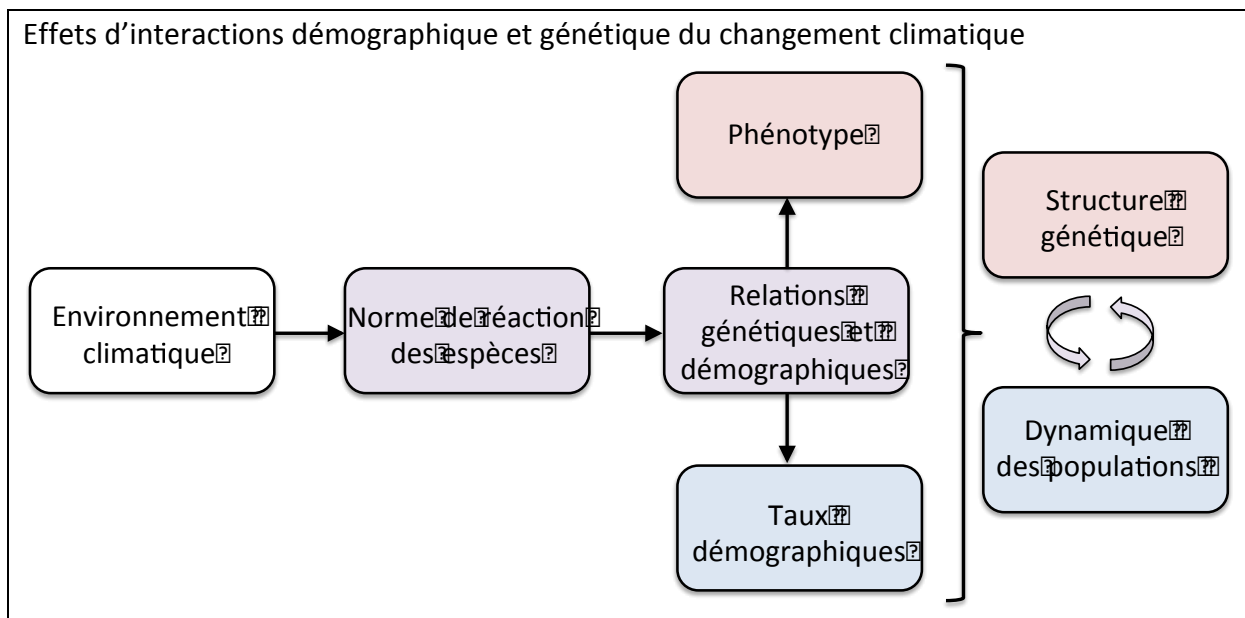 Effets d’interactions démographique et génétique du changement climatique
Phénotype
Structure
génétique
Environnement
climatique
Norme de réaction
des espèces
Relations
génétiques et
démographiques
Dynamique
des populations
Taux
démographiques